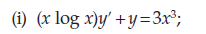 (i) (x log x)y′ + y = 3x³;